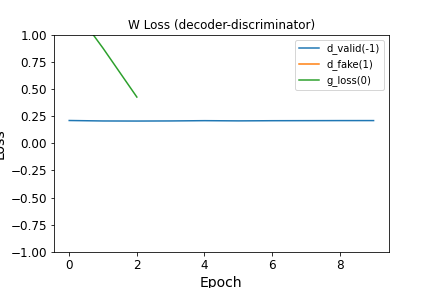 W Loss (decoder-discriminator)
1.00
0.75
0.50
0.25
0.00
−0.25
−0.50
−0.75
−1.00
Loss
d_valid(-1)
d_fake(1)
g_loss(0)
0 2 4 6 8
Epoch